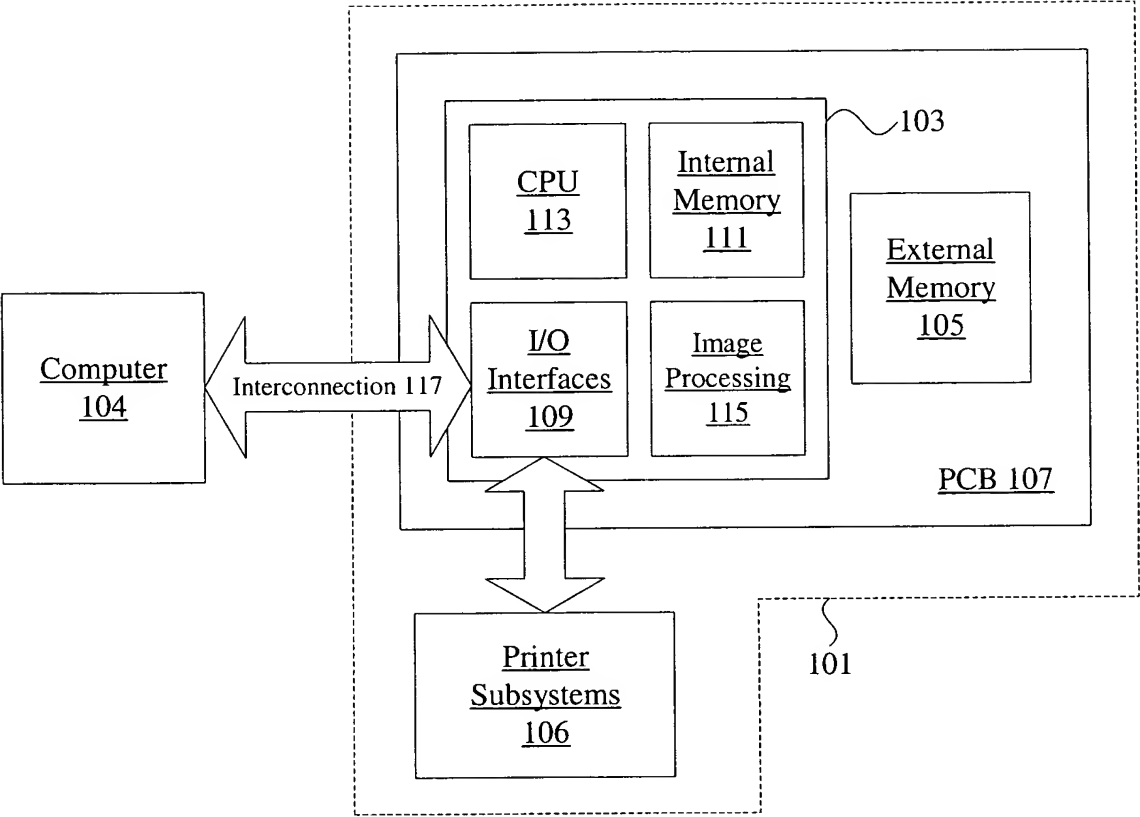 103
CPU
113
Internal
Memory
111
External
Memory
105
Computer
104
Interconnection 117
I/O
Interfaces
109
Image
Processing
115
PCB 107
Printer
Subsystems
106
101